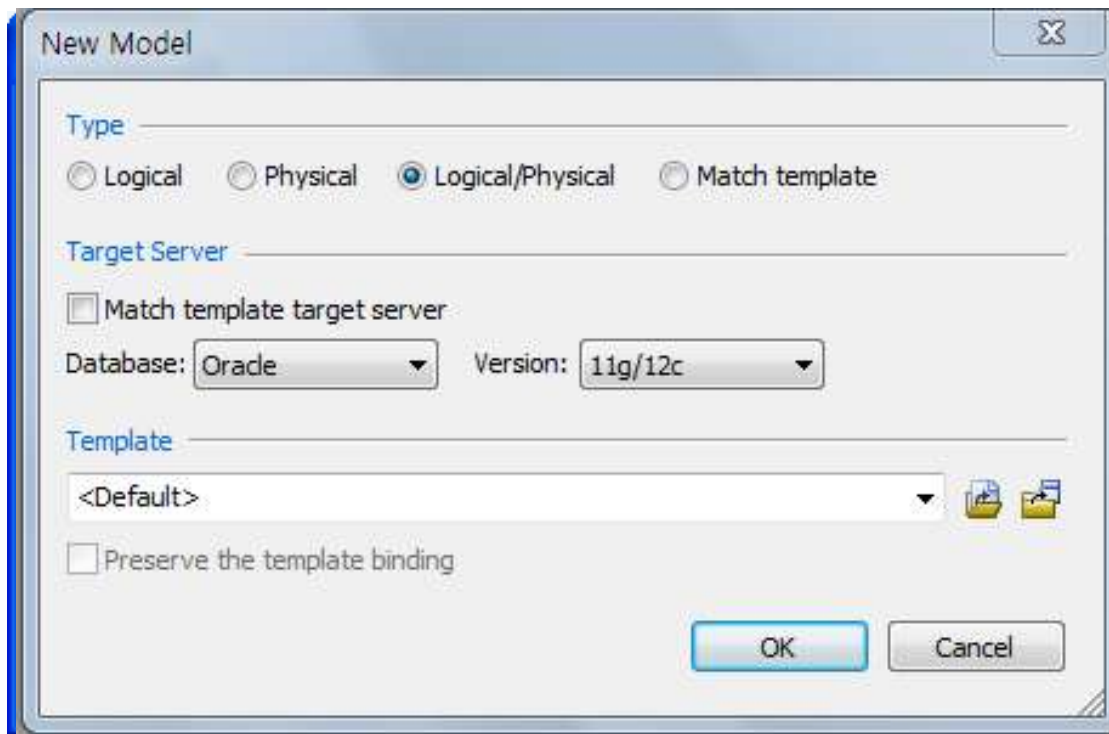 New Model
Type
Logical Physical Logical/Physical Match template
Target Server
Match template target server
Database: Oracle Version: 11g/12c
Template
<Default>
Preserve the template binding
OK Cancel